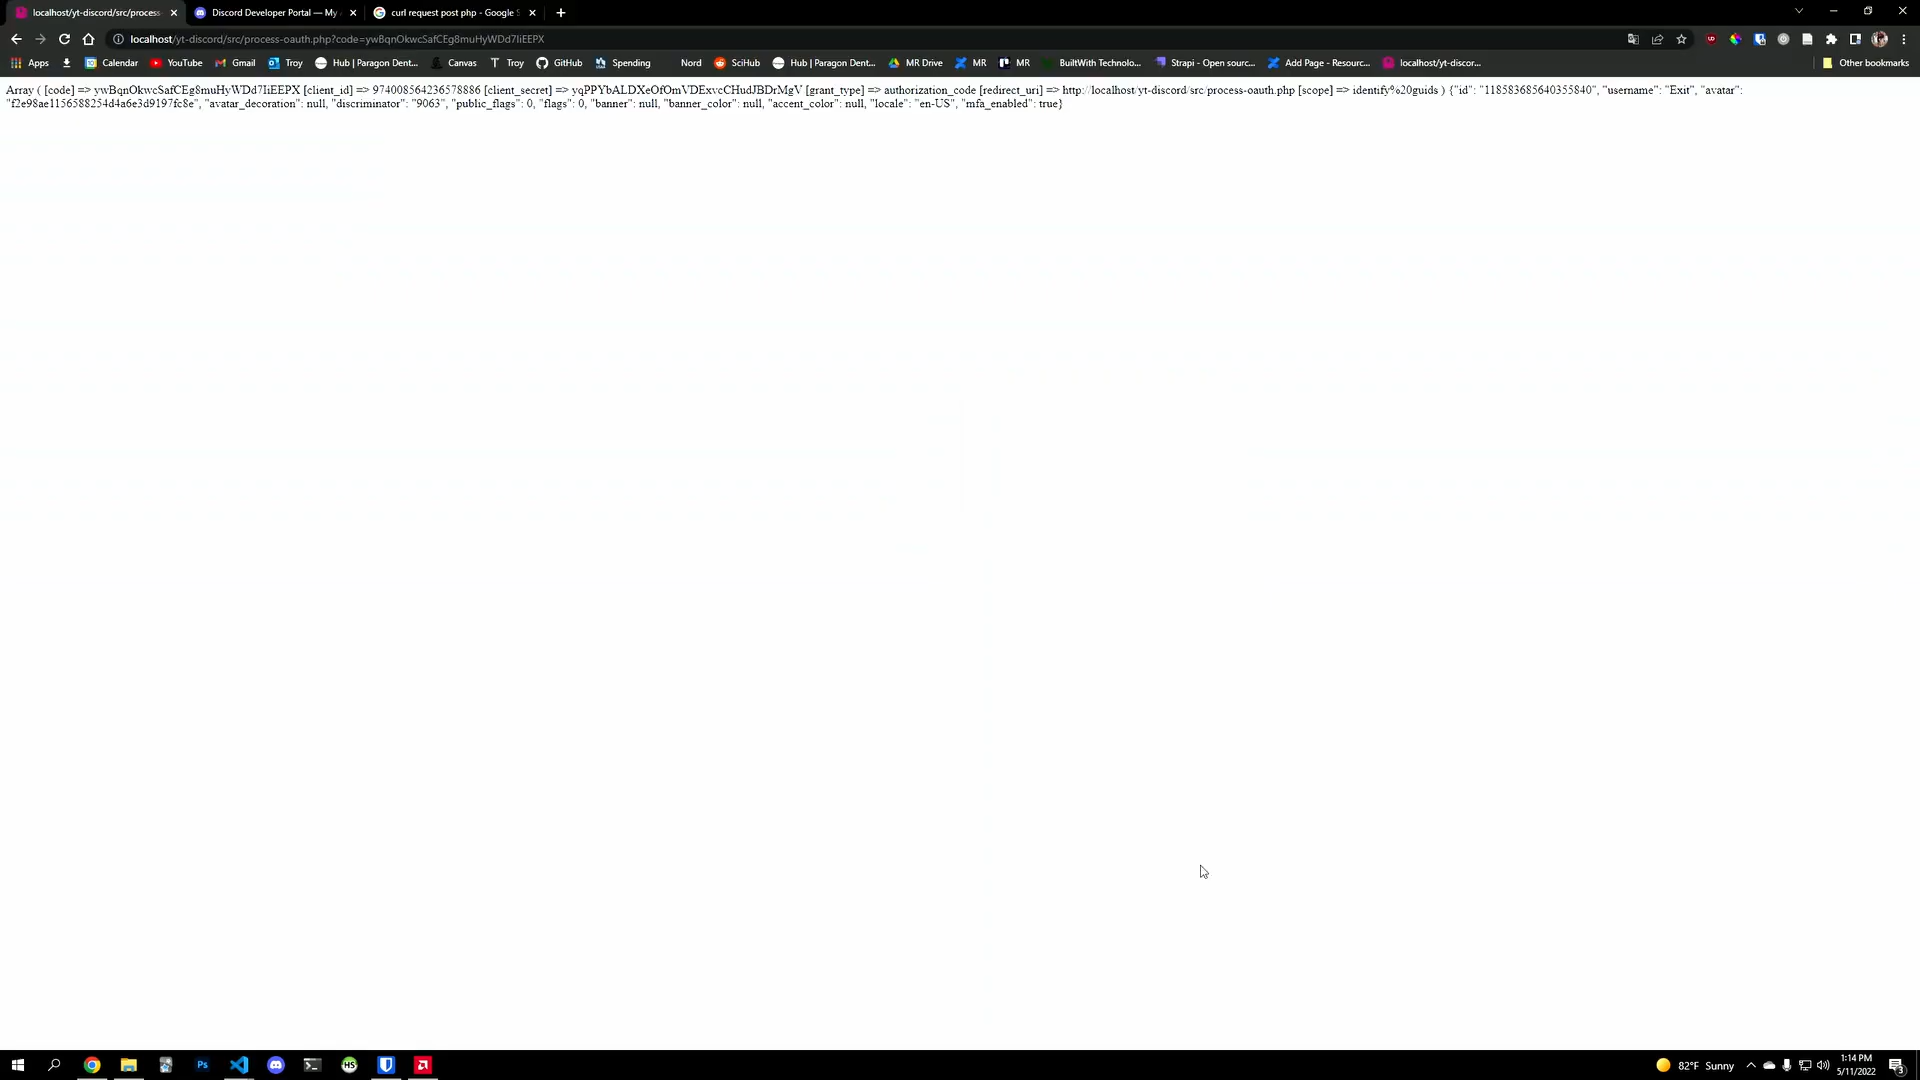 localhost/yt-discord/src/process-
Discord Developer Portal — My
curl request post php - Google S
localhost/yt-discord/src/process-oauth.php?code=ywBqnOkwcSafCEg8muHyWDd7IiEEPX
Apps
Calendar
YouTube
Gmail
Troy
Hub | Paragon Dent...
Canvas
Troy
GitHub
Spending
Nord
SciHub
Hub | Paragon Dent...
MR Drive
MR
MR
BuiltWith Technolo...
Strapi - Open sourc...
Add Page - Resourc...
localhost/yt-discor...
Other bookmarks
Array ( [code] => ywBqnOkwcSafCEg8muHyWDd7IiEEPX [client_id] => 974008564236578886 [client_secret] => yqPPYbALDXeOfOmVDExvcCHudJBDrMgV [grant_type] => authorization_code [redirect_uri] => http://localhost/yt-discord/src/process-oauth.php [scope] => identify%20guids ) {"id": "118583685640355840", "username": "Exit", "avatar":
"f2e98ae1156588254d4a6e3d9197fc8e", "avatar_decoration": null, "discriminator": "9063", "public_flags": 0, "flags": 0, "banner": null, "banner_color": null, "accent_color": null, "locale": "en-US", "mfa_enabled": true}
Ps
HS
82°F Sunny
1:14 PM
5/11/2022
3